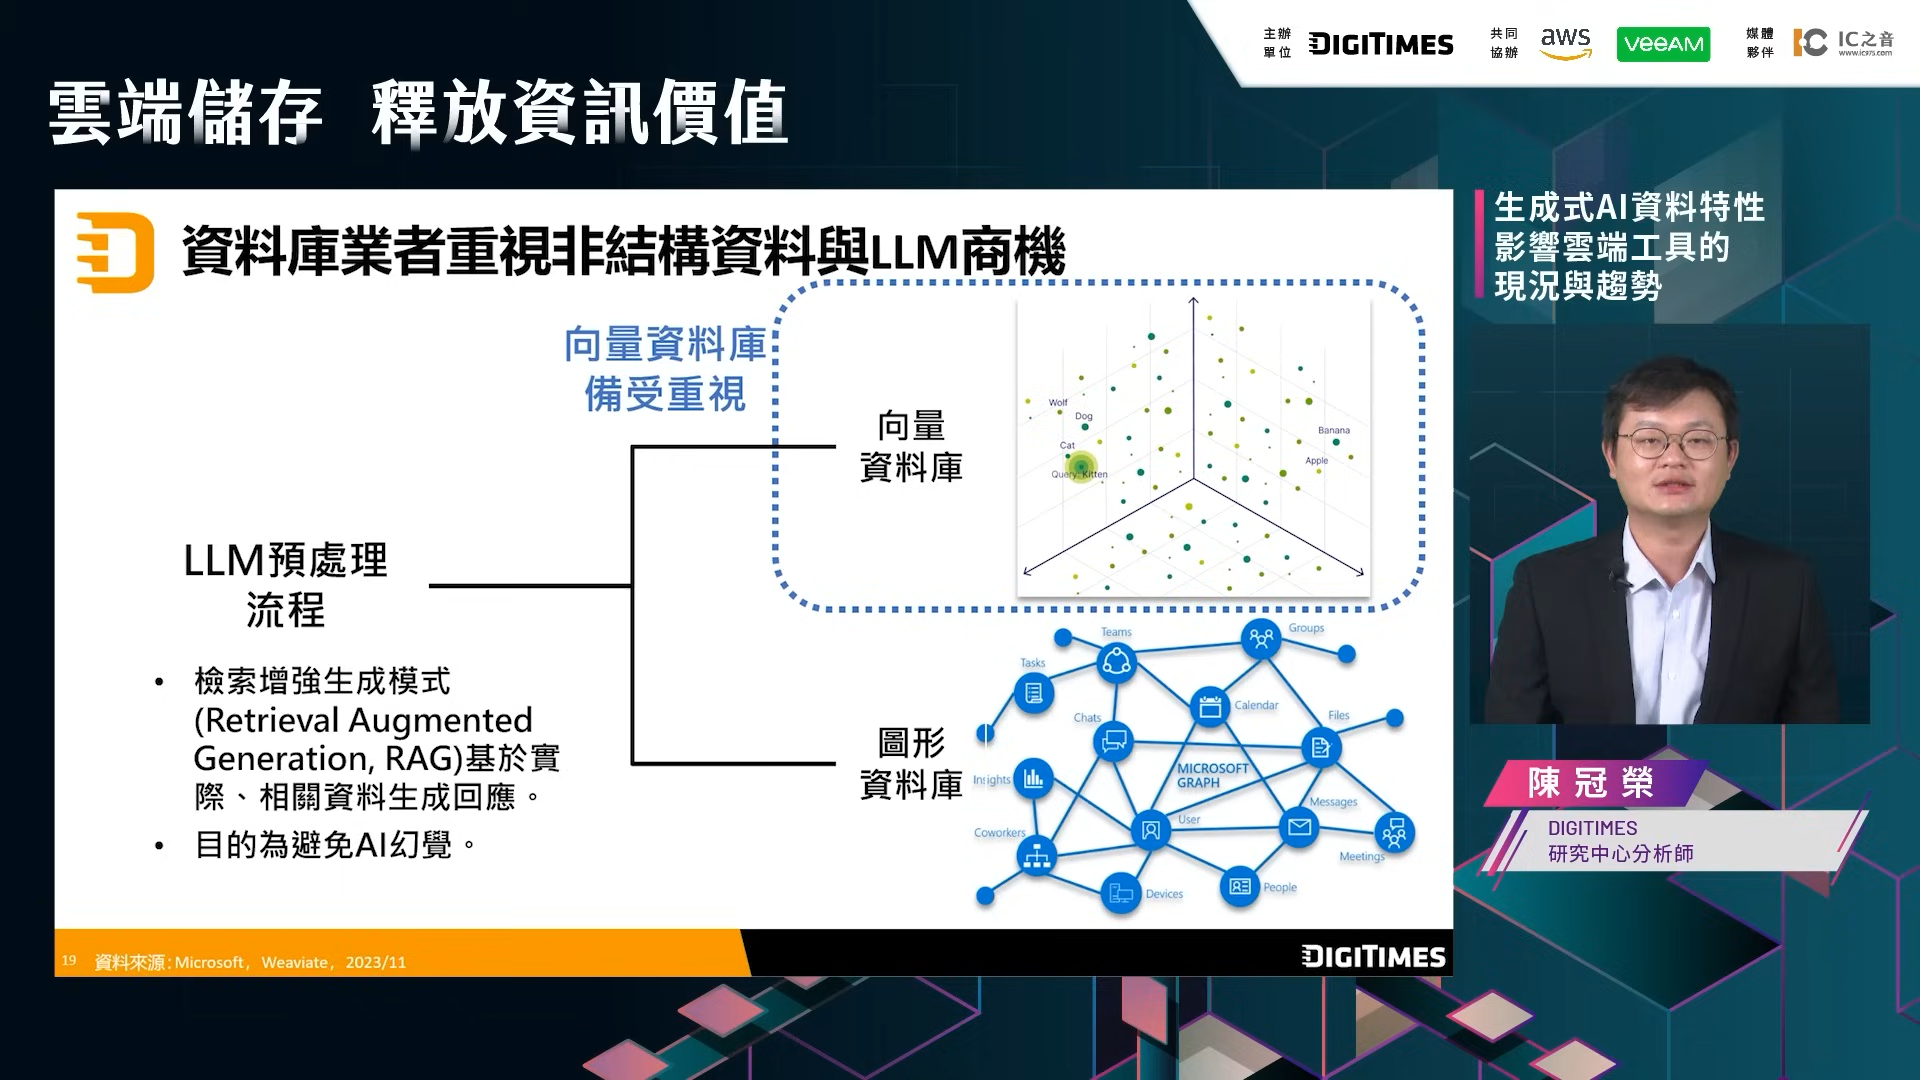 主辦
單位
DIGITIMES
共同
協辦
aws
veeAM
媒體
夥伴
IC之音
www.ic975.com
雲端儲存 釋放資訊價值
資料庫業者重視非結構資料與LLM商機
向量資料庫
備受重視
向量
資料庫
Wolf
Dog
Cat
Query: Kitten
Banana
Apple
LLM預處理
流程
• 檢索增強生成模式
(Retrieval Augmented
Generation, RAG)基於實
際、相關資料生成回應。
• 目的為避免AI幻覺。
圖形
資料庫
Teams
Groups
Tasks
Calendar
Chats
Files
MICROSOFT
GRAPH
Insights
Messages
User
Coworkers
Meetings
People
Devices
19 資料來源: Microsoft, Weaviate, 2023/11
DIGITIMES
生成式AI資料特性
影響雲端工具的
現況與趨勢
陳冠榮
DIGITIMES
研究中心分析師